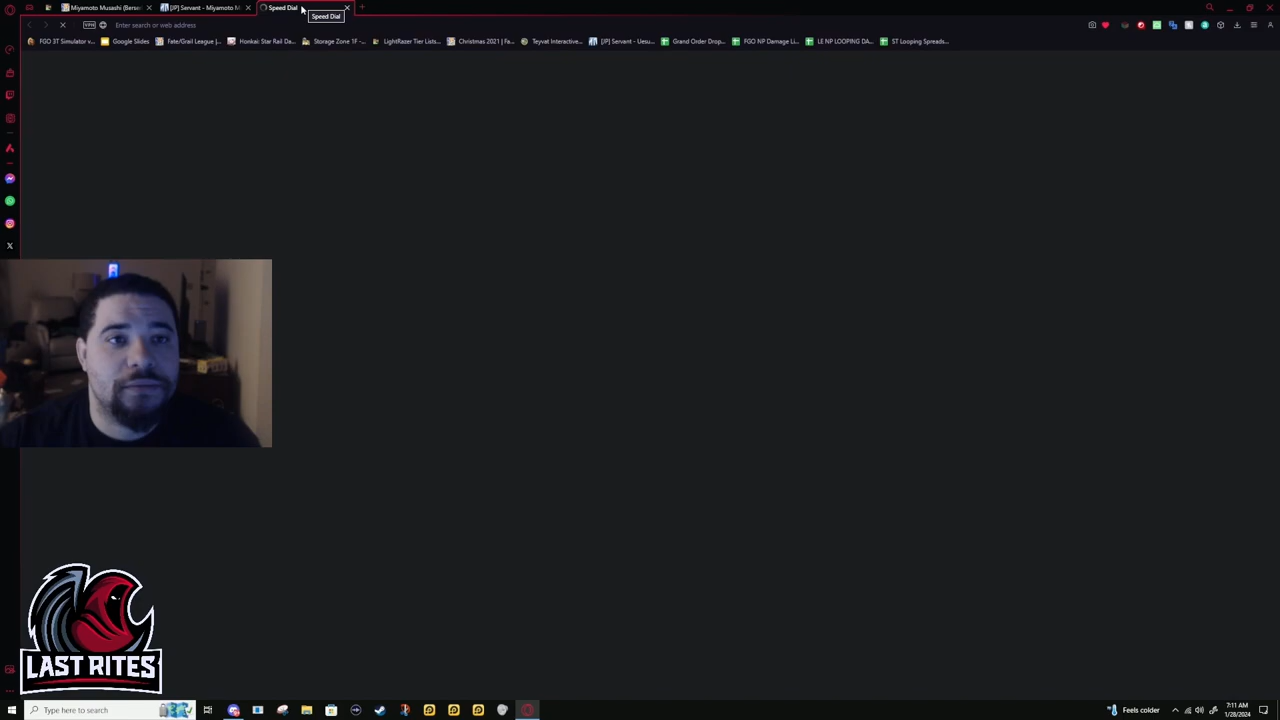 Miyamoto Musashi (Berser
[JP] Servant - Miyamoto M
Speed Dial
Speed Dial
VPN
Enter search or web address
FGO 3T Simulator v...
Google Slides
Fate/Grail League |...
Honkai: Star Rail Da...
Storage Zone 1F -...
LightRazer Tier Lists...
Christmas 2021 | Fa...
Teyvat Interactive...
[JP] Servant - Uesu...
Grand Order Drop...
FGO NP Damage Li...
LE NP LOOPING DA...
ST Looping Spreads...
LAST RITES
Type here to search
Feels colder
7:11 AM
1/28/2024